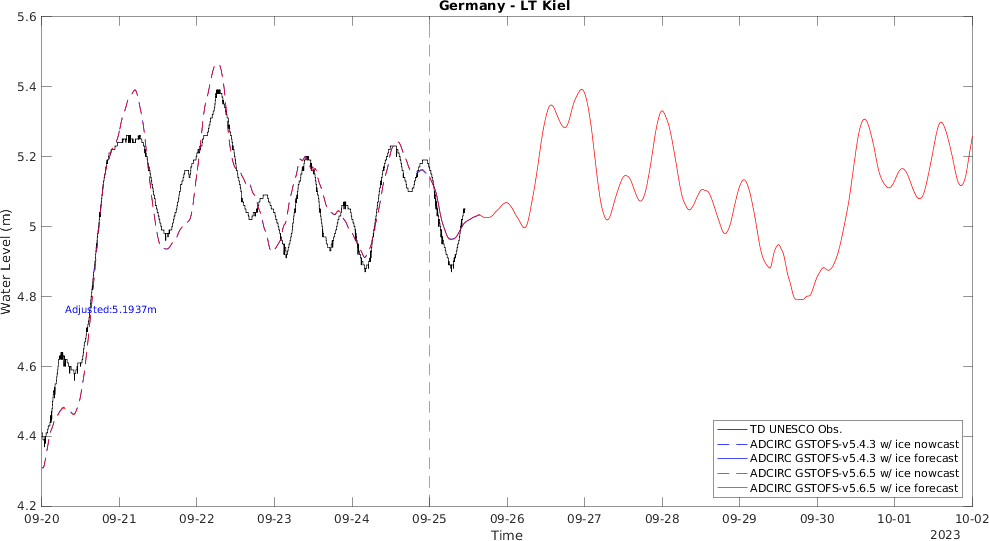 Germany - LT Kiel
5.6
5.4
5.2
5
4.8
4.6
4.4
4.2
Water Level (m)
Adjusted:5.1937m
TD UNESCO Obs.
ADCIRC GSTOFS-v5.4.3 w/ ice nowcast
ADCIRC GSTOFS-v5.4.3 w/ ice forecast
ADCIRC GSTOFS-v5.6.5 w/ ice nowcast
ADCIRC GSTOFS-v5.6.5 w/ ice forecast
09-20 09-21 09-22 09-23 09-24 09-25 09-26 09-27 09-28 09-29 09-30 10-01 10-02
Time
2023